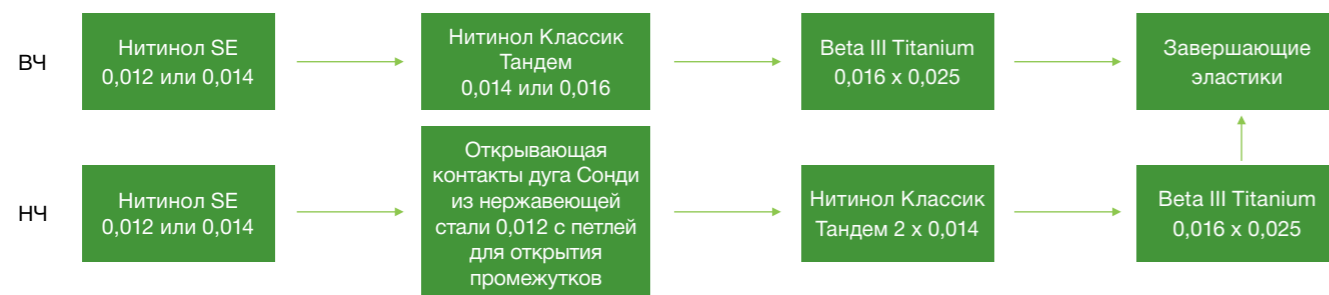 ВЧ
Нитинол SE
0,012 или 0,014
Нитинол Классик
Тандем
0,014 или 0,016
Beta III Titanium
0,016 x 0,025
Завершающие
эластики
НЧ
Нитинол SE
0,012 или 0,014
Открывающая
контакты дуга Сонди
из нержавеющей
стали 0,012 с петлей
для открытия
промежутков
Нитинол Классик
Тандем 2 x 0,014
Beta III Titanium
0,016 x 0,025